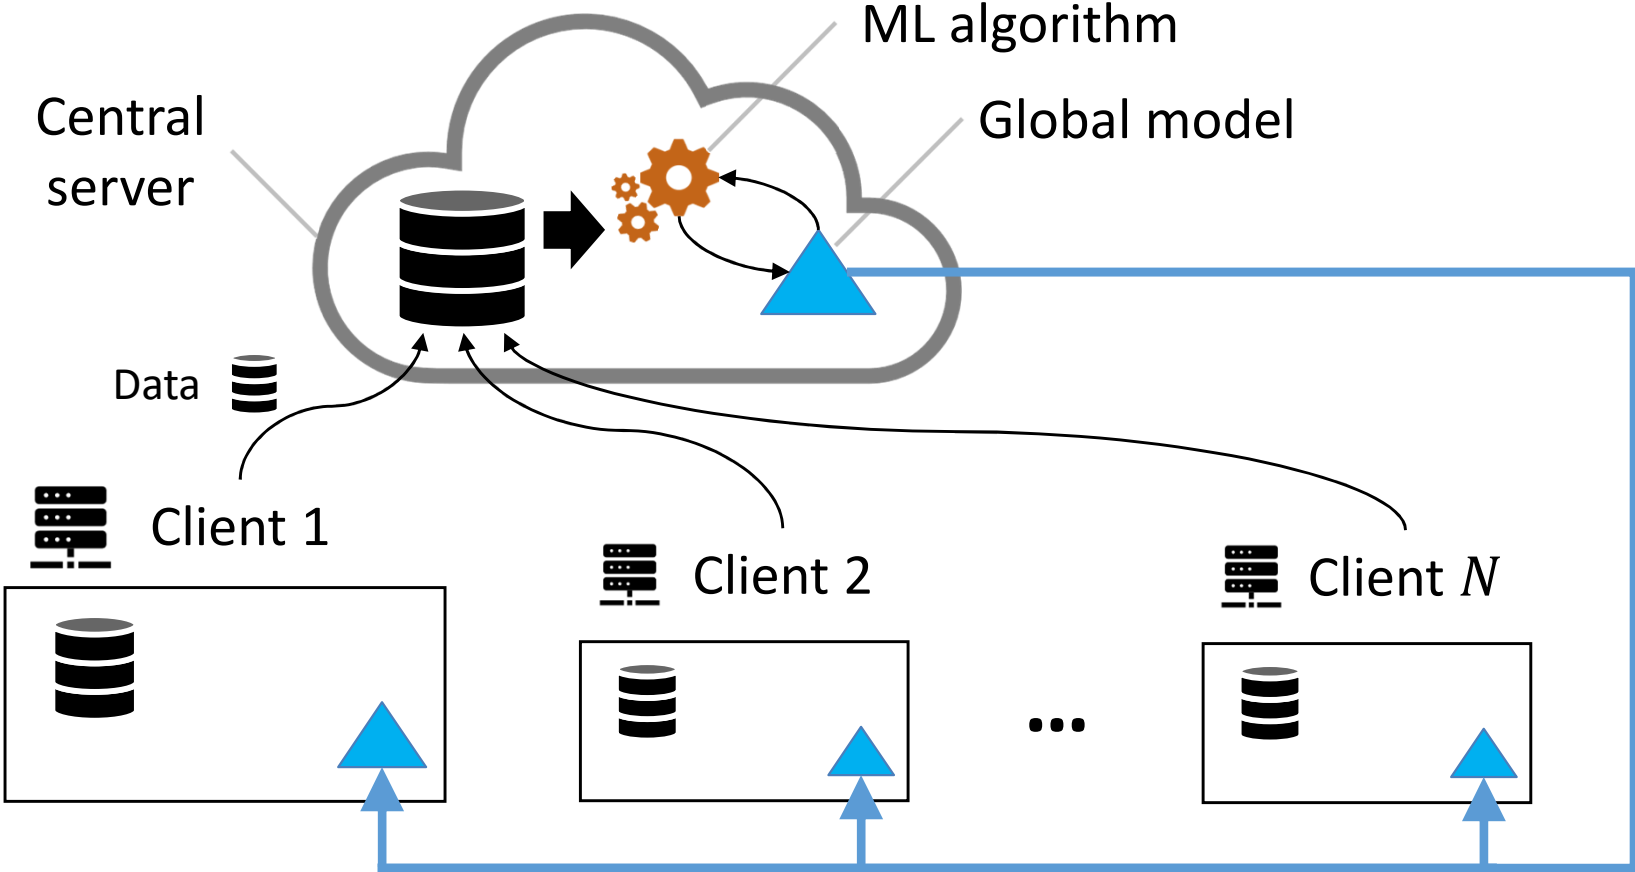 ML algorithm
Central
server
Global model
Data
Client 1
Client 2
Client N
...